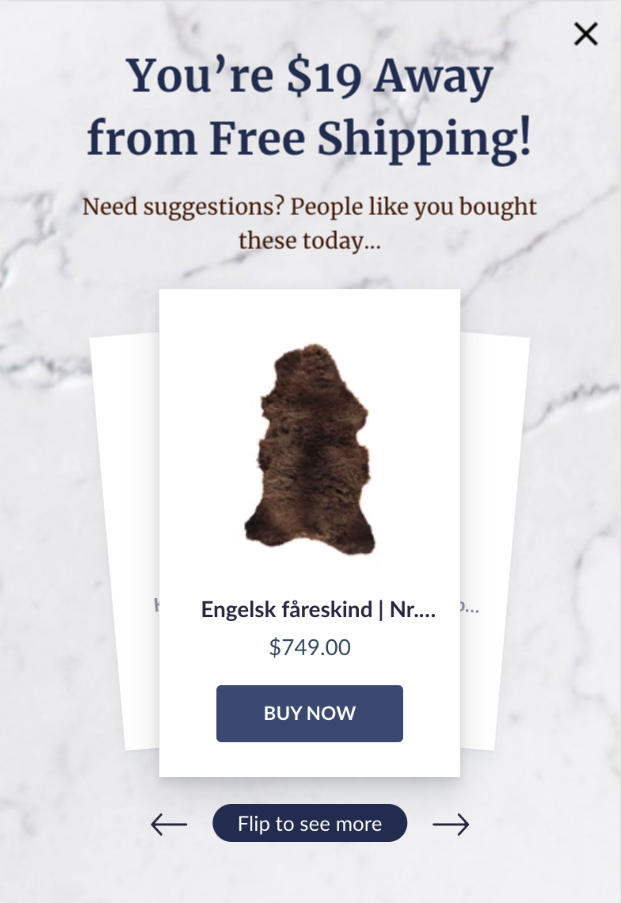 You’re $19 Away
from Free Shipping!
Need suggestions? People like you bought
these today...
Engelsk fåreskind | Nr....
$749.00
BUY NOW
Flip to see more